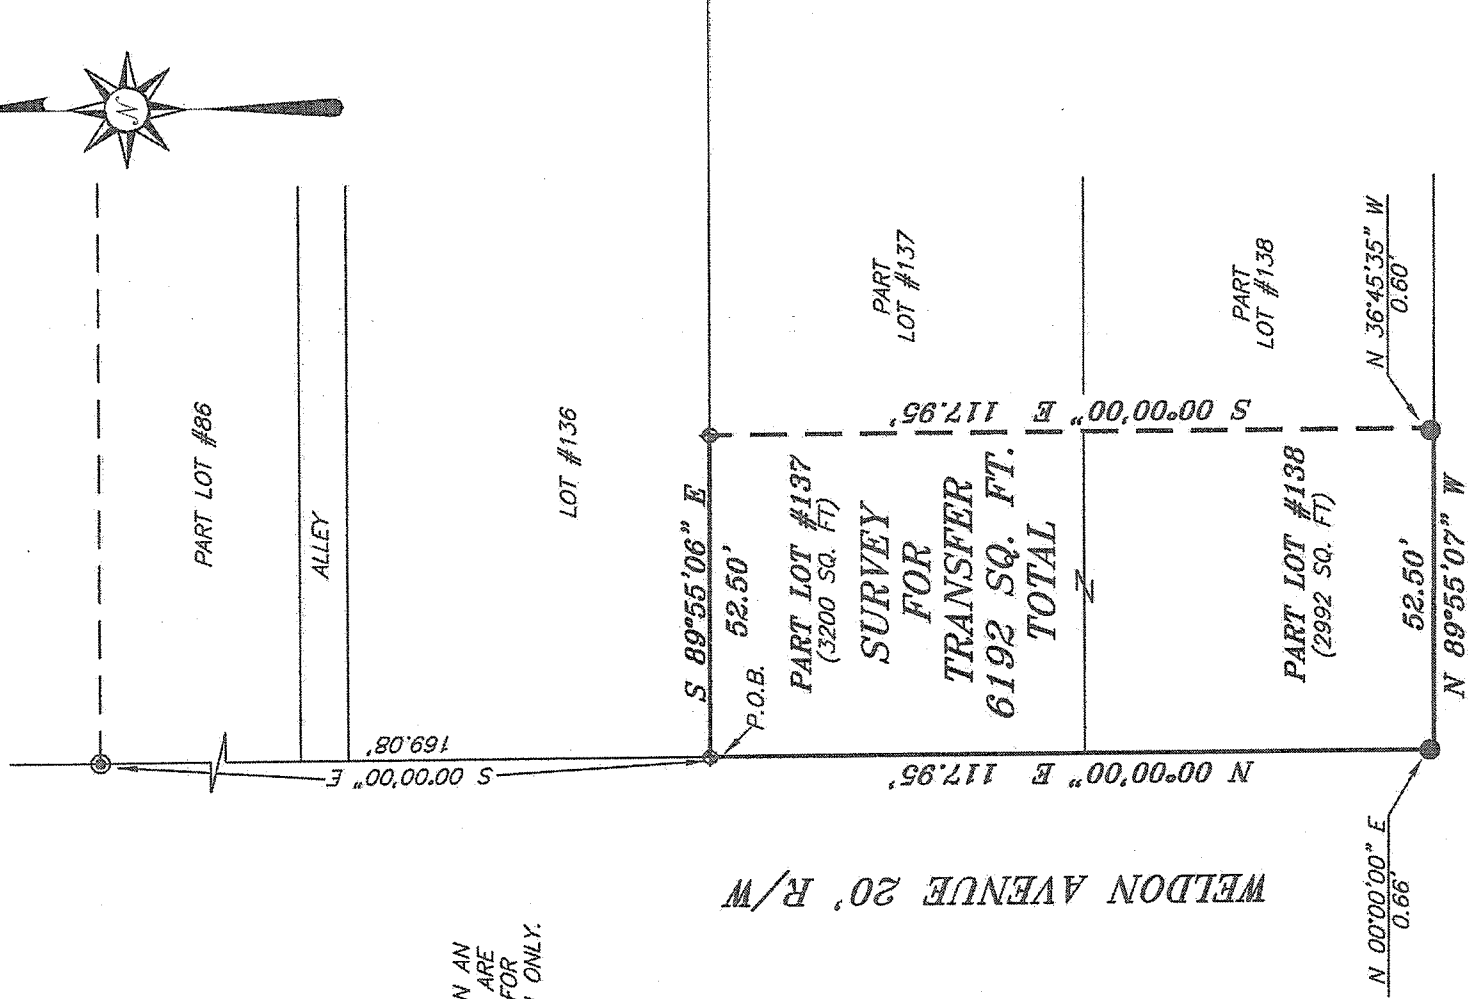 N
PART LOT #86
ALLEY
LOT #136
169.08'
S 00°00'00" E
S 89°55'06" E
52.50'
P.O.B.
PART LOT #137
(3200 SQ. FT)
SURVEY
FOR
TRANSFER
6192 SQ. FT.
TOTAL
PART LOT #138
(2992 SQ. FT)
52.50'
N 89°55'07" W
PART
LOT #137
PART
LOT #138
S 00°00'00" E 117.95'
N 36°45'35" W
0.60'
N 00°00'00" E 117.95'
WELDON AVENUE 20' R/W
N 00°00'00" E
0.66'
N AN
ARE
FOR
ONLY.